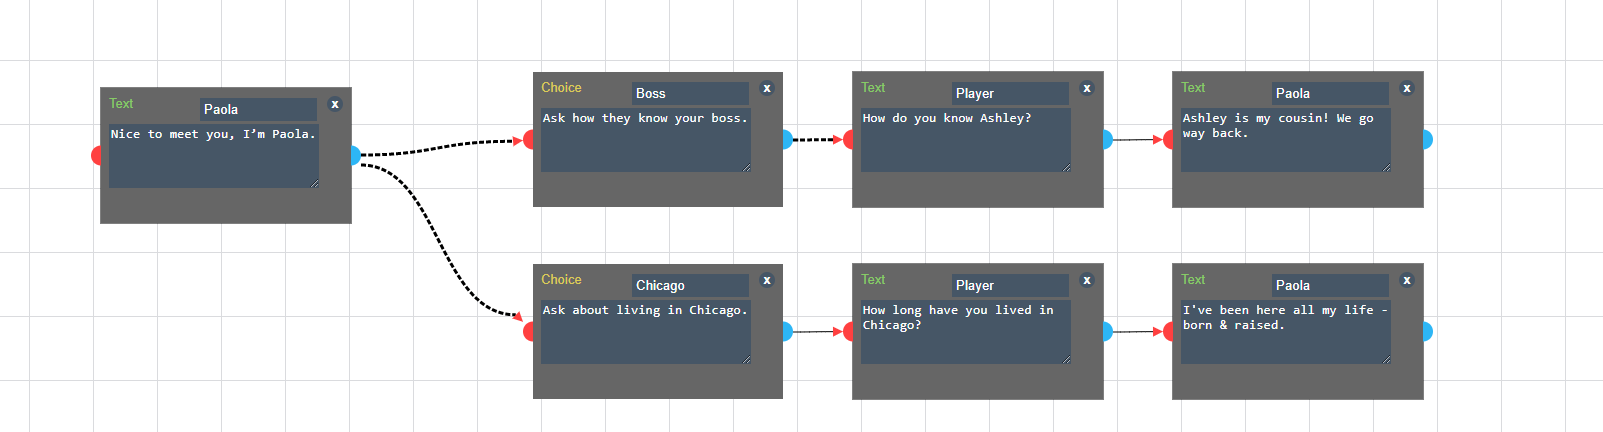 Text
Paola
x
Nice to meet you, I’m Paola.
Choice
Boss
x
Ask how they know your boss.
Text
Player
x
How do you know Ashley?
Text
Paola
x
Ashley is my cousin! We go
way back.
Choice
Chicago
x
Ask about living in Chicago.
Text
Player
x
How long have you lived in
Chicago?
Text
Paola
x
I've been here all my life -
born & raised.